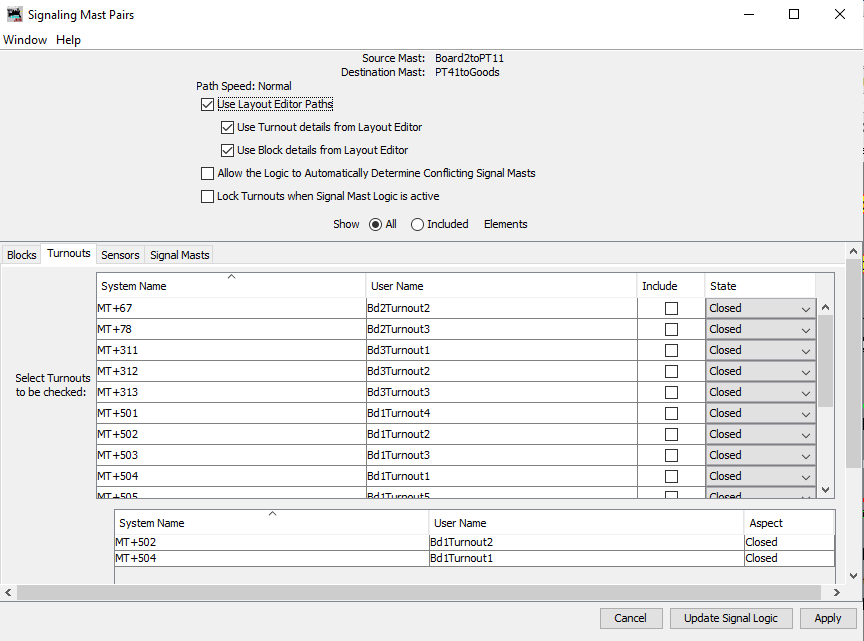 Signaling Mast Pairs
Window Help
Source Mast: Board2toPT11
Destination Mast: PT41toGoods
Path Speed: Normal
Use Layout Editor Paths
Use Turnout details from Layout Editor
Use Block details from Layout Editor
Allow the Logic to Automatically Determine Conflicting Signal Masts
Lock Turnouts when Signal Mast Logic is active
Show All Included Elements
Blocks Turnouts Sensors Signal Masts
Select Turnouts
to be checked:
System Name User Name Include State
MT+67 Bd2Turnout2 Closed
MT+78 Bd2Turnout3 Closed
MT+311 Bd3Turnout1 Closed
MT+312 Bd3Turnout2 Closed
MT+313 Bd3Turnout3 Closed
MT+501 Bd1Turnout4 Closed
MT+502 Bd1Turnout2 Closed
MT+503 Bd1Turnout3 Closed
MT+504 Bd1Turnout1 Closed
MT+505 Bd1Turnout5 Closed
System Name User Name Aspect
MT+502 Bd1Turnout2 Closed
MT+504 Bd1Turnout1 Closed
Cancel Update Signal Logic Apply